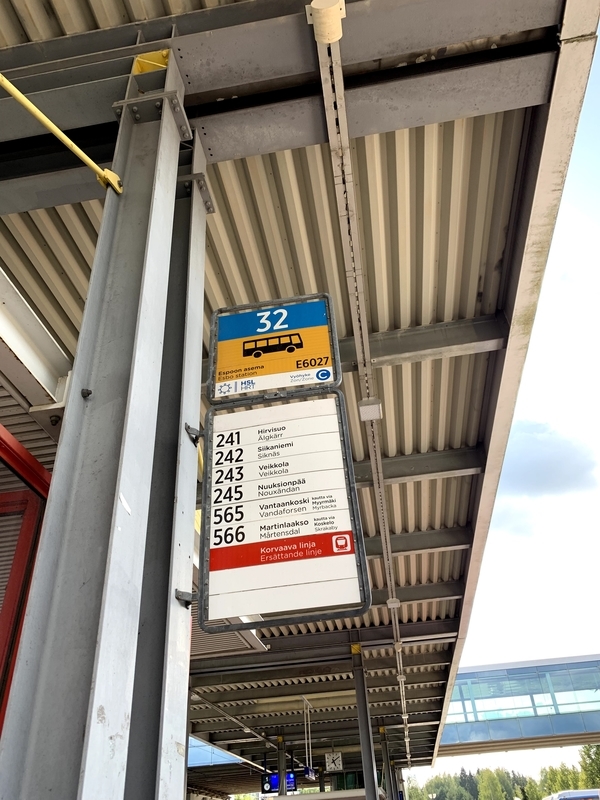 32
Espoon asema
Esbo station
E6027
HSL
HRT
Vyöhyke
Zon/Zone
C
241 Hirvisuo
Älgkärr
242 Siikaniemi
Siknäs
243 Veikkola
Veikkola
245 Nuuksionpää
Nouxändan
565 Vantaankoski kautta via Myyrmäki
Vandaforsen Myrbacka
566 Martinlaakso kautta via Koskelo
Mårtensdal Skrakaby
Korvaava linja
Ersättande linje